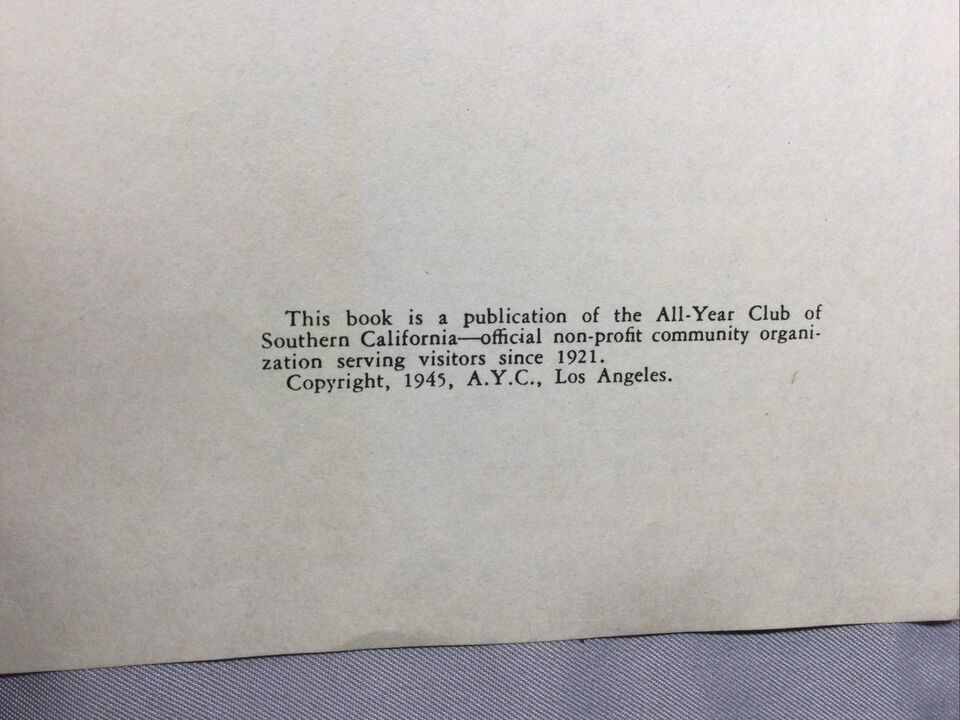 This book is a publication of the All-Year Club of
Southern California—official non-profit community organi-
zation serving visitors since 1921.
Copyright, 1945, A.Y.C., Los Angeles.